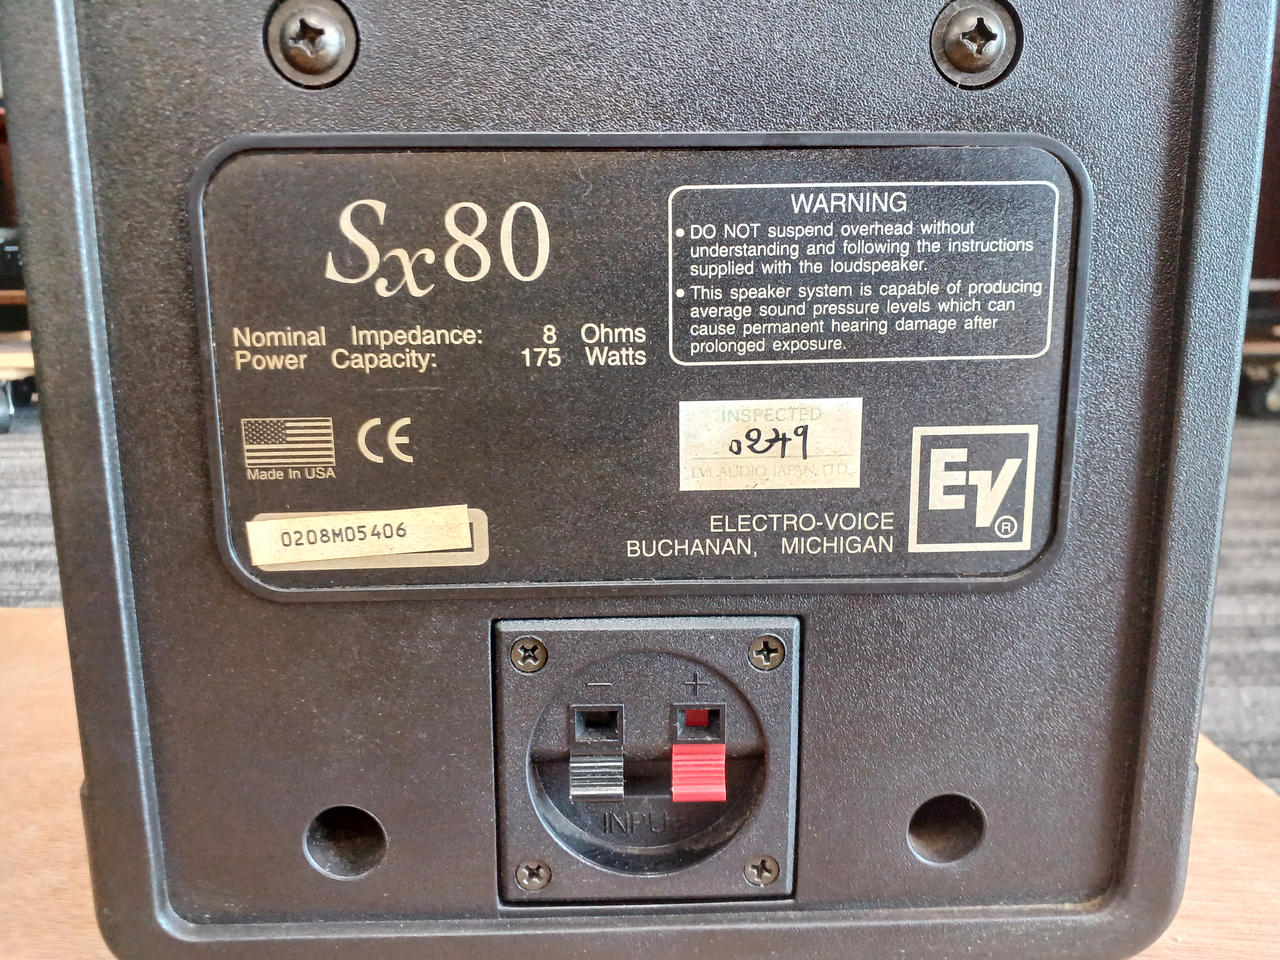 Sx80
Nominal Impedance: 8 Ohms
Power Capacity: 175 Watts
WARNING
• DO NOT suspend overhead without
understanding and following the instructions
supplied with the loudspeaker.
• This speaker system is capable of producing
average sound pressure levels which can
cause permanent hearing damage after
prolonged exposure.
Made In USA
CE
INSPECTED
0249
EVI AUDIO JAPAN, LTD.
0208M05406
ELECTRO-VOICE
BUCHANAN, MICHIGAN
EV®
− +
INPUT